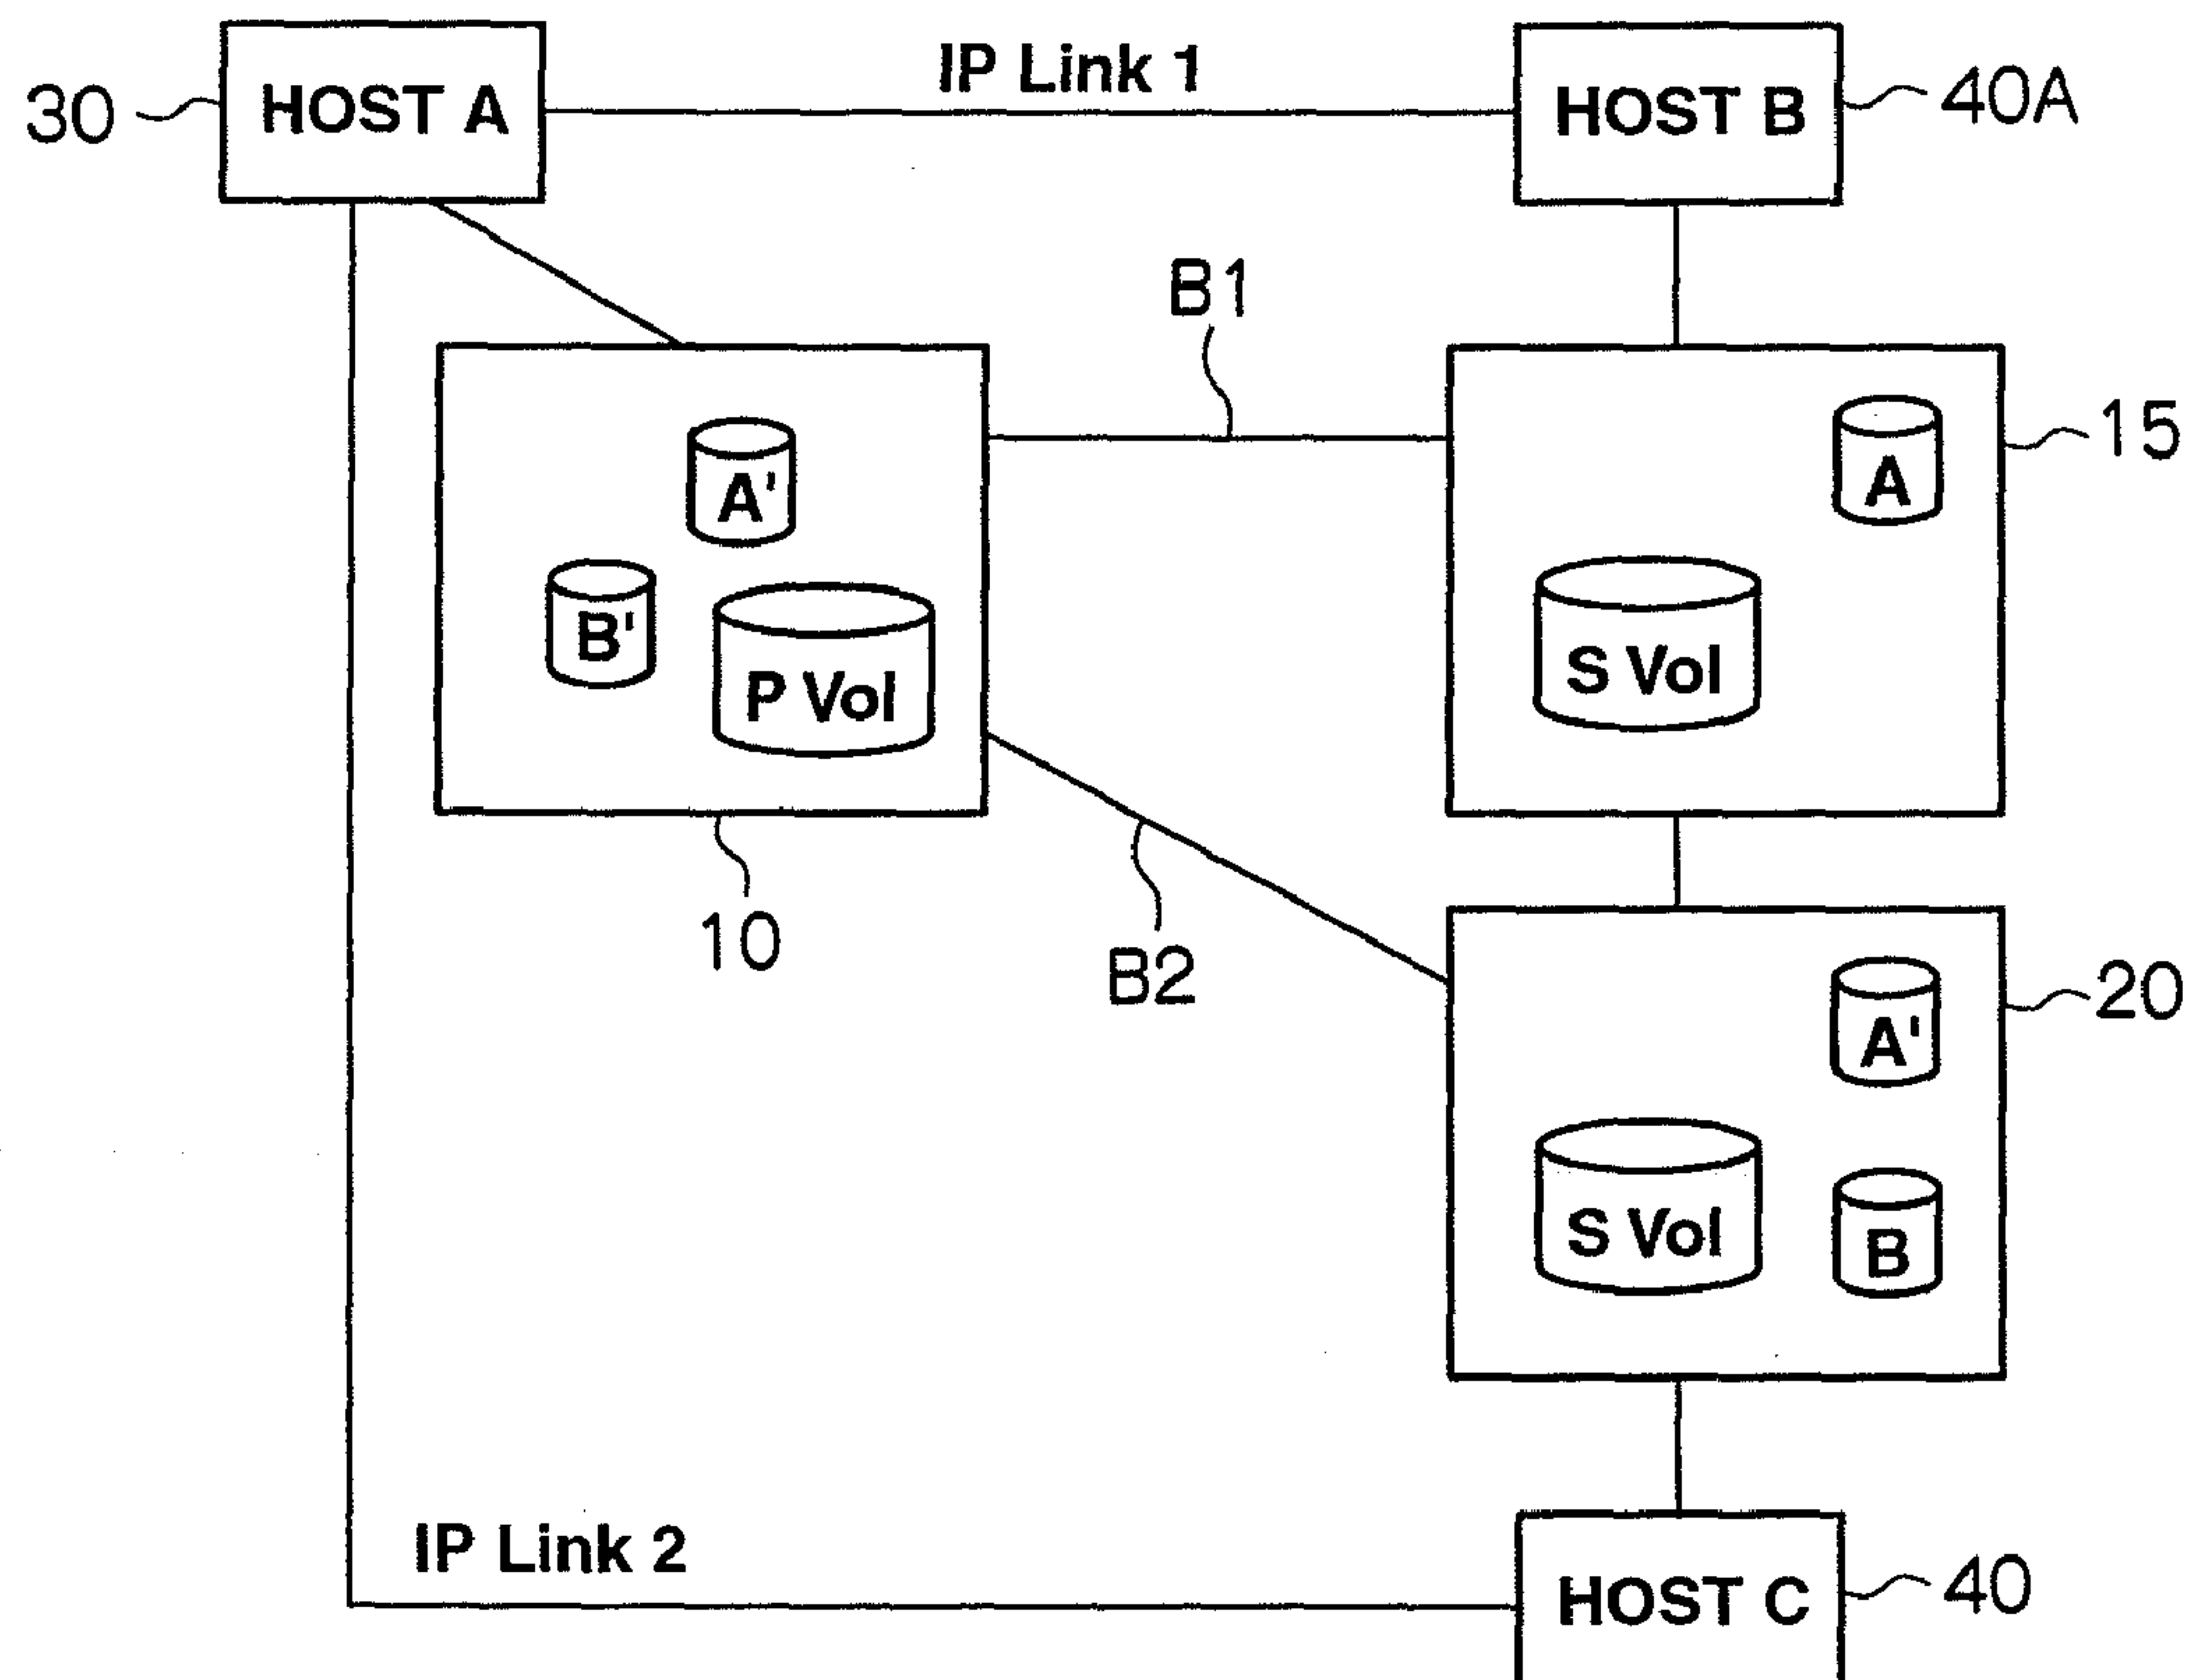 IP Link 1
30
HOST A
HOST B
40A
B1
A
15
A'
B'
P Vol
S Vol
10
B2
A'
20
S Vol
B
IP Link 2
HOST C
40